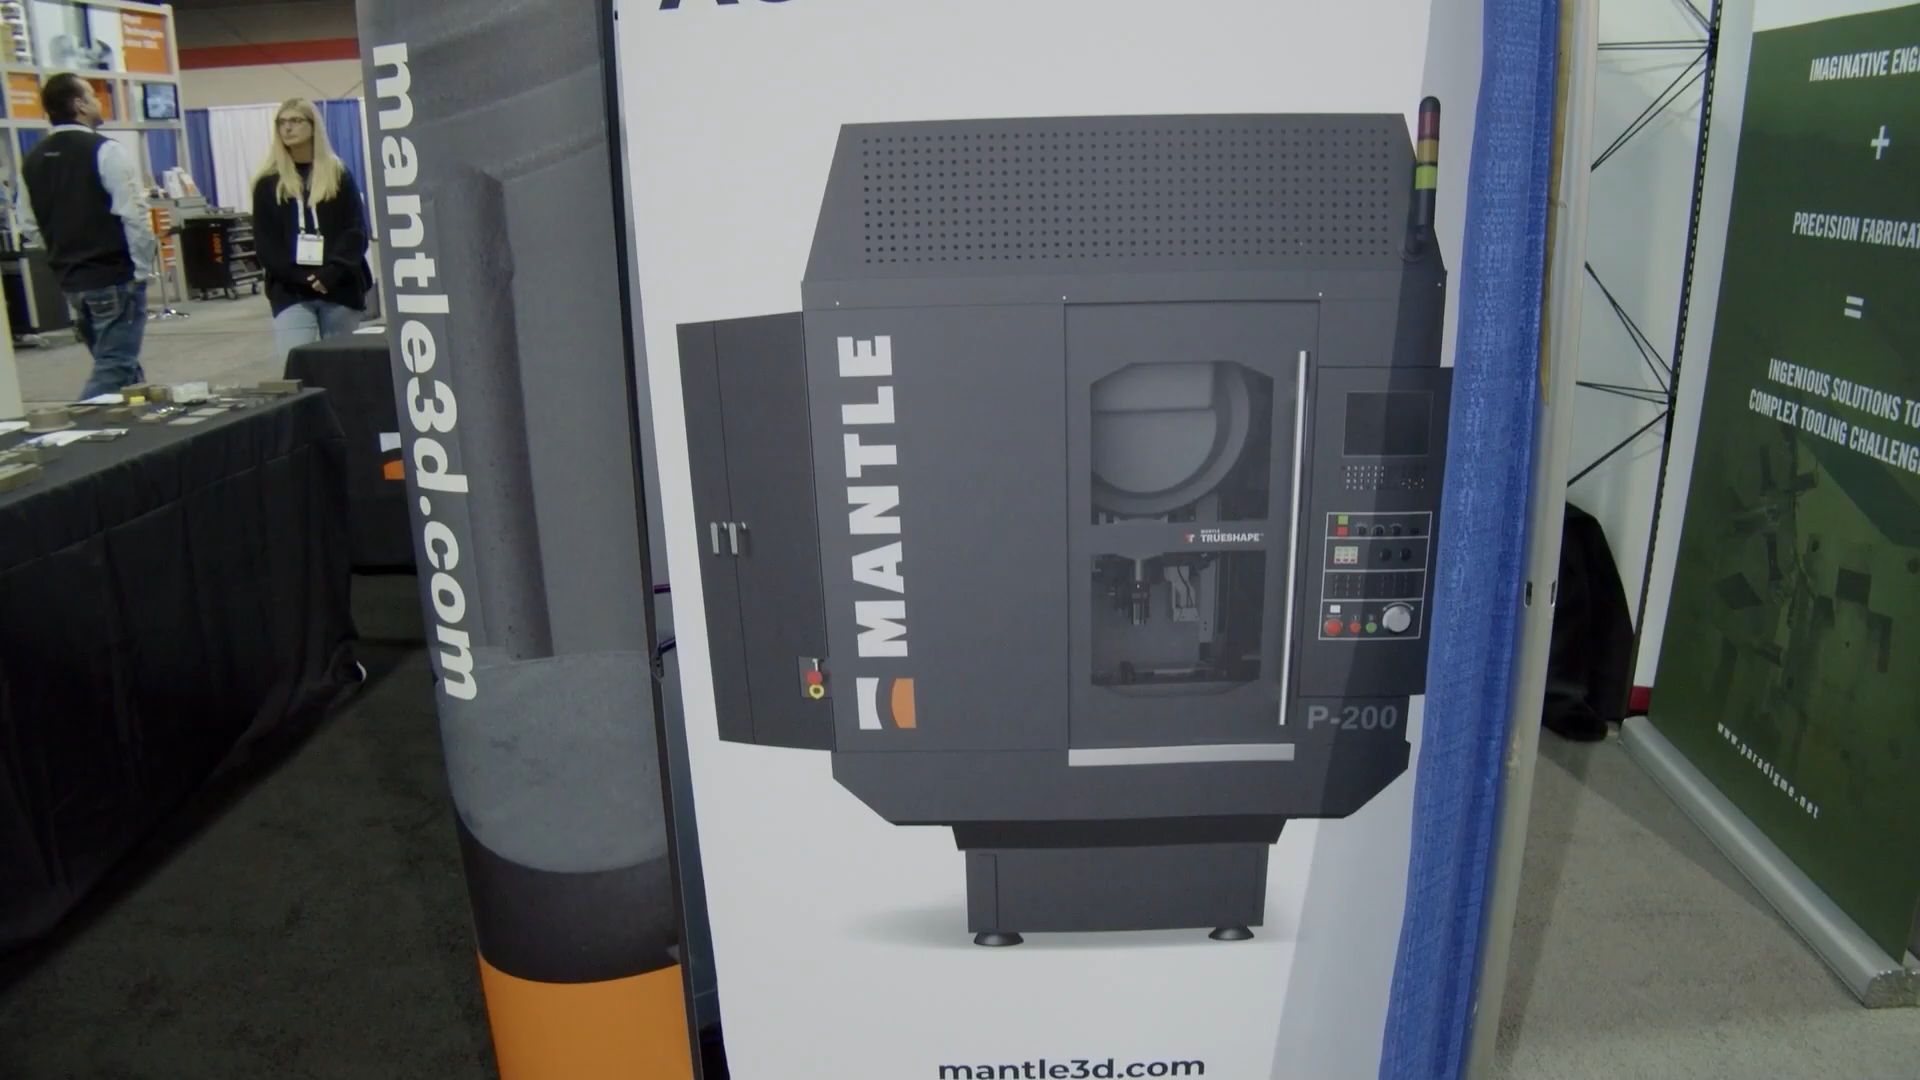 mantle3d.com
MANTLE
TRUESHAPE
P-200
mantle3d.com
IMAGINATIVE ENG
+
PRECISION FABRICAT
=
INGENIOUS SOLUTIONS TO
COMPLEX TOOLING CHALLENG
www.paradigme.net